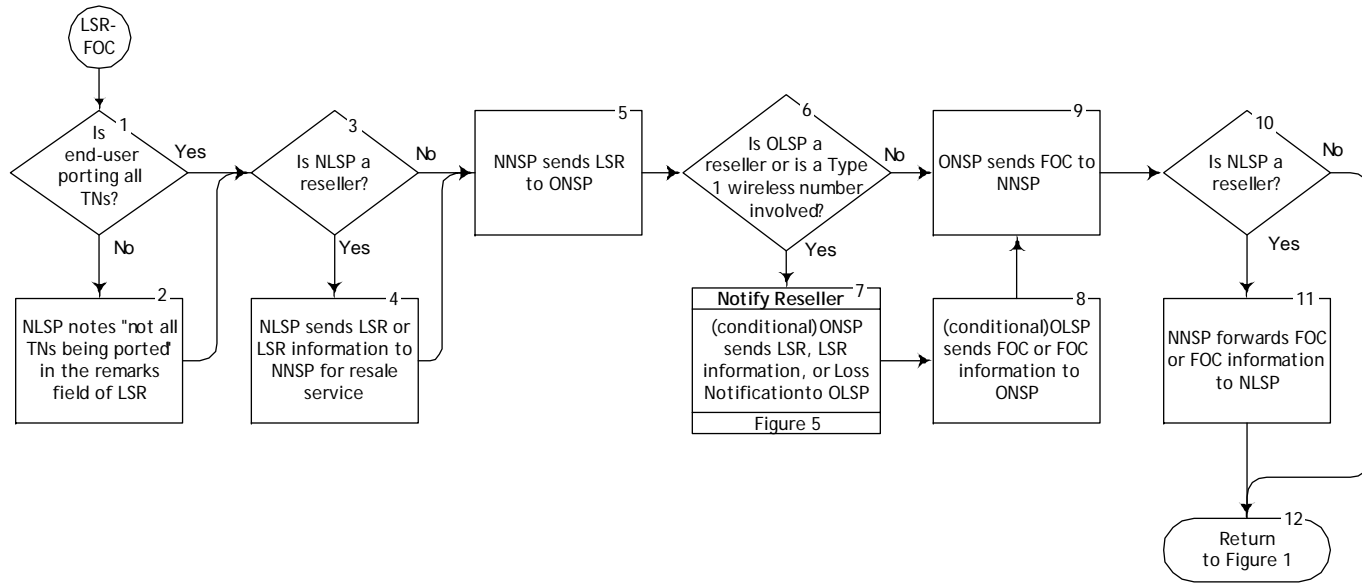 LSR-
FOC
1
Is
end-user
porting all
TNs?
Yes
No
2
NLSP notes "not all
TNs being ported"
in the remarks
field of LSR
3
Is NLSP a
reseller?
No
Yes
4
NLSP sends LSR or
LSR information to
NNSP for resale
service
5
NNSP sends LSR
to ONSP
6
Is OLSP a
reseller or is a Type
1 wireless number
involved?
No
Yes
7
Notify Reseller
(conditional)ONSP
sends LSR, LSR
information, or Loss
Notificationto OLSP
Figure 5
8
(conditional)OLSP
sends FOC or FOC
information to
ONSP
9
ONSP sends FOC to
NNSP
10
Is NLSP a
reseller?
No
Yes
11
NNSP forwards FOC
or FOC information
to NLSP
12
Return
to Figure 1